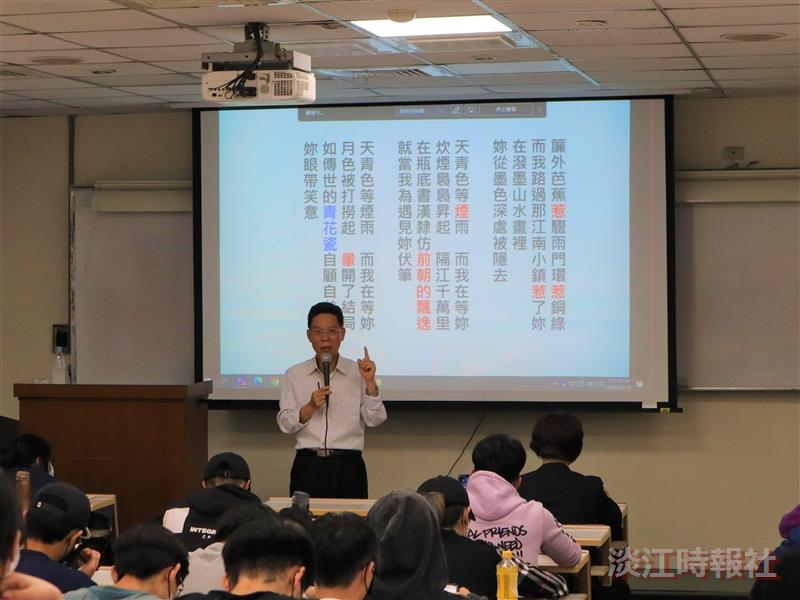 簾外芭蕉惹驟雨門環惹銅綠
而我路過那江南小鎮惹了妳
在潑墨山水畫裡
妳從墨色深處被隱去
天青色等煙雨　而我在等妳
炊煙裊裊昇起　隔江千萬里
在瓶底書漢隸仿前朝的飄逸
就當我為遇見妳伏筆
天青色等煙雨　而我在等妳
月色被打撈起　暈開了結局
如傳世的青花瓷自顧自
妳眼帶笑意
INTEGR
FRIENDS
NEED
淡江時報社